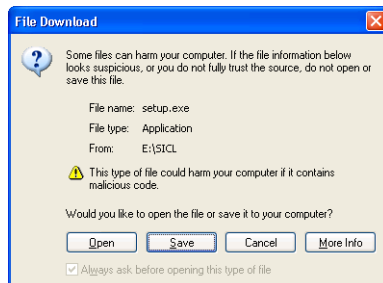 File Download
Some files can harm your computer. If the file information below
looks suspicious, or you do not fully trust the source, do not open or
save this file.
File name: setup.exe
File type: Application
From: E:\SICL
This type of file could harm your computer if it contains
malicious code.
Would you like to open the file or save it to your computer?
Open Save Cancel More Info
Always ask before opening this type of file